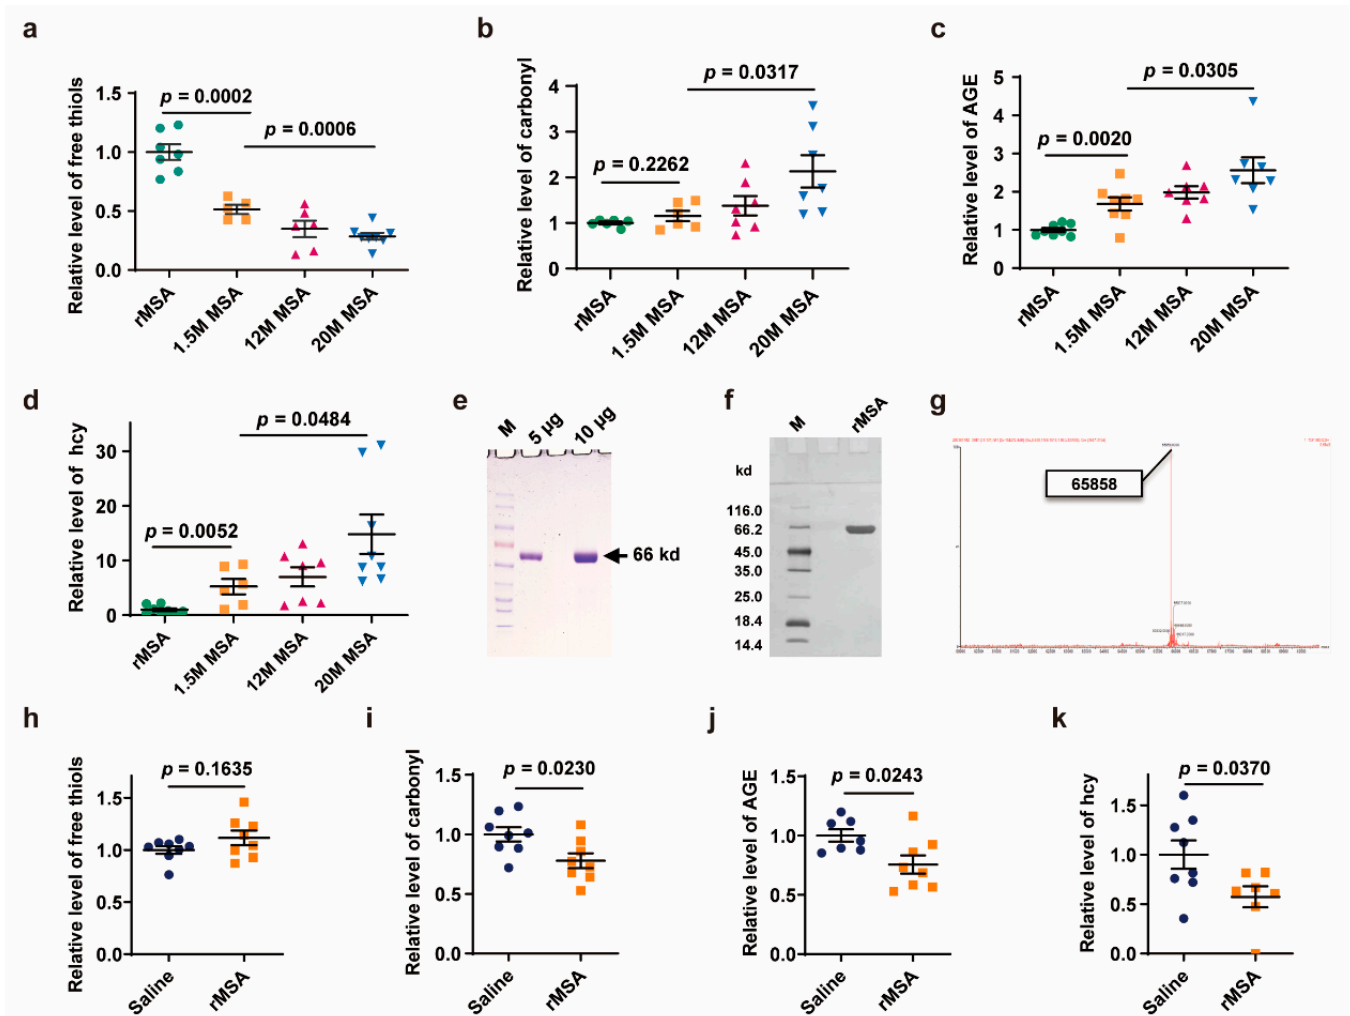 a
Relative level of free thiols
1.5
1.0
0.5
0.0
p = 0.0002
p = 0.0006
rMSA
1.5M MSA
12M MSA
20M MSA
b
Relative level of carbonyl
4
3
2
1
0
p = 0.0317
p = 0.2262
rMSA
1.5M MSA
12M MSA
20M MSA
c
Relative level of AGE
5
4
3
2
1
0
p = 0.0305
p = 0.0020
rMSA
1.5M MSA
12M MSA
20M MSA
d
Relative level of hcy
30
20
10
0
p = 0.0484
p = 0.0052
rMSA
1.5M MSA
12M MSA
20M MSA
e
M
5 µg
10 µg
66 kd
f
M
rMSA
kd
116.0
66.2
45.0
35.0
25.0
18.4
14.4
g
65858
h
Relative level of free thiols
1.5
1.0
0.5
0.0
p = 0.1635
Saline
rMSA
i
Relative level of carbonyl
1.5
1.0
0.5
0.0
p = 0.0230
Saline
rMSA
j
Relative level of AGE
1.5
1.0
0.5
0.0
p = 0.0243
Saline
rMSA
k
Relative level of hcy
1.5
1.0
0.5
0.0
p = 0.0370
Saline
rMSA